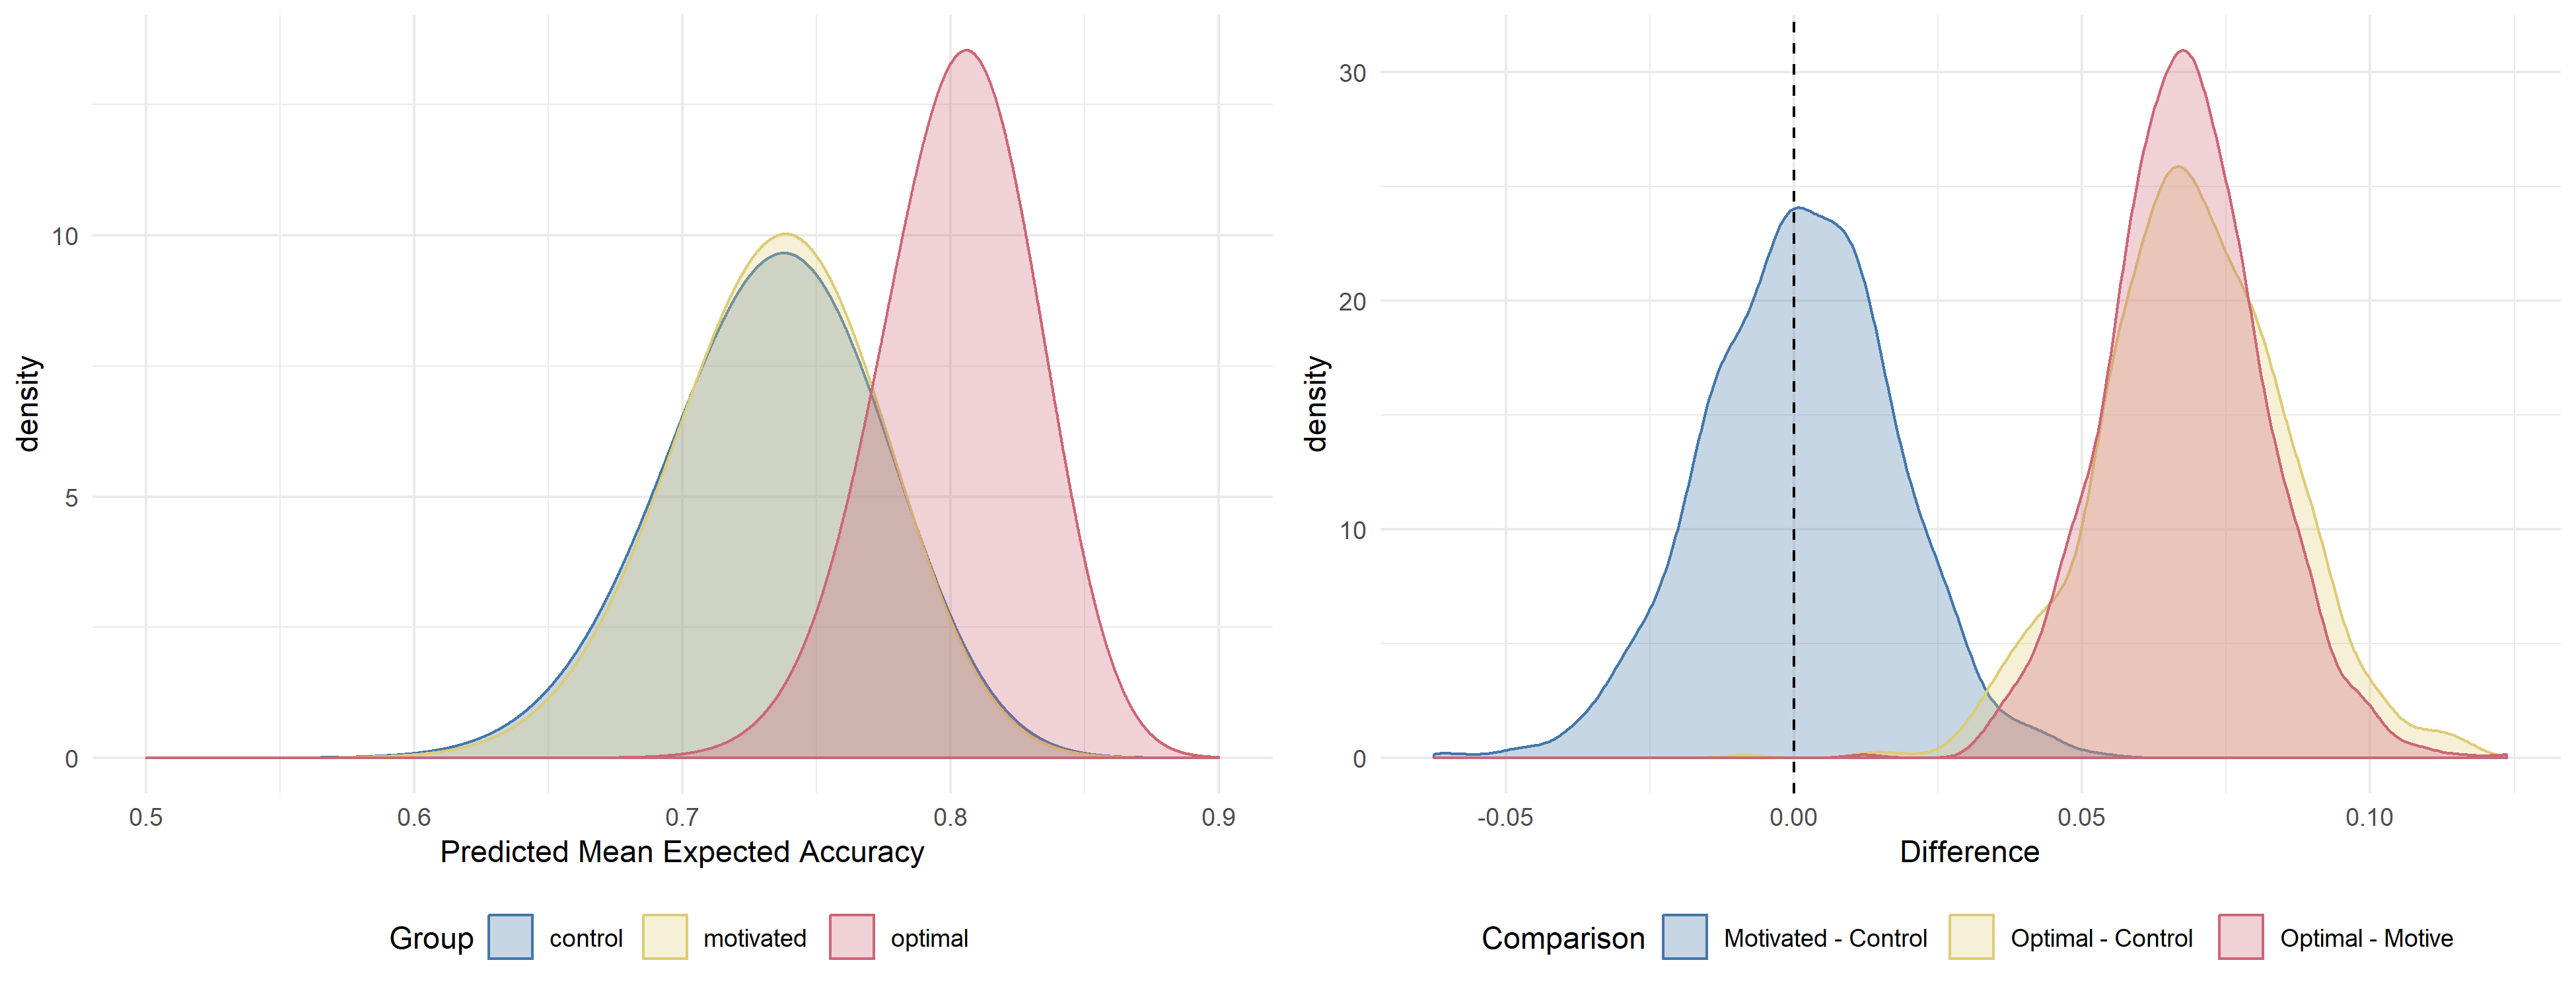 density
10
5
0
0.5 0.6 0.7 0.8 0.9
Predicted Mean Expected Accuracy
Group control motivated optimal
density
30
20
10
0
-0.05 0.00 0.05 0.10
Difference
Comparison Motivated - Control Optimal - Control Optimal - Motive